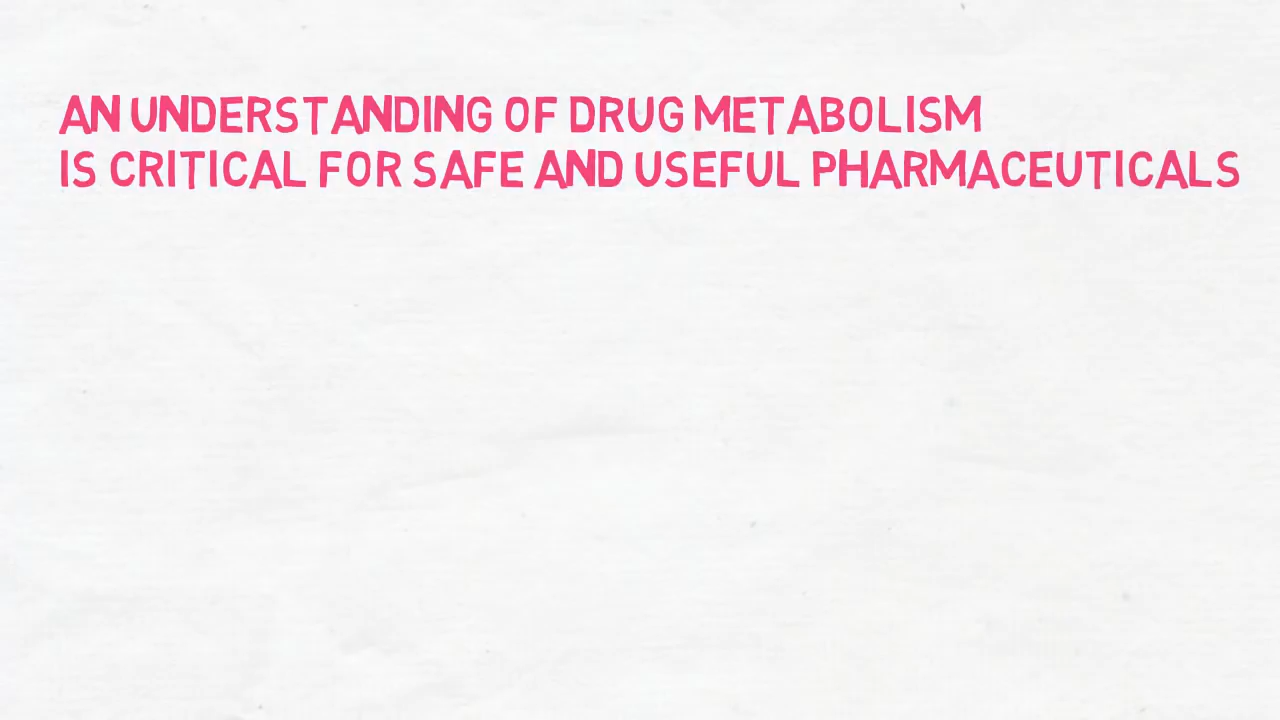 AN UNDERSTANDING OF DRUG METABOLISM
IS CRITICAL FOR SAFE AND USEFUL PHARMACEUTICALS